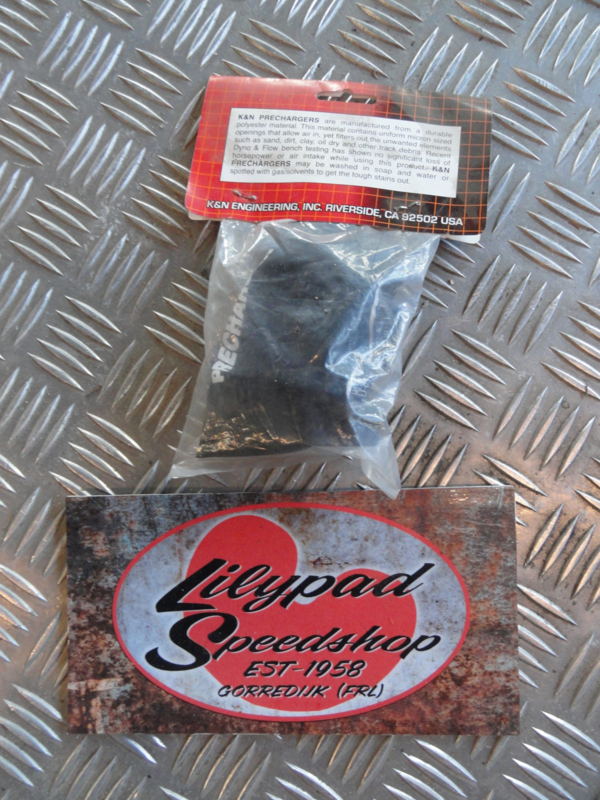 K&N PRECHARGERS are manufactured from a durable
polyester material. This material contains uniform micron sized
openings that allow air in, yet filters-out the unwanted elements
such as sand, dirt, clay, oil dry and other track debris. Recent
Dyno & Flow bench testing has shown no significant loss of
horsepower or air intake while using this product. K&N
PRECHARGERS may be washed in soap and water or
spotted with gas/solvents to get the tough stains out.
K&N ENGINEERING, INC. RIVERSIDE, CA 92502 USA
Lilypad
Speedshop
EST-1958
GORREDIJK (FRL)